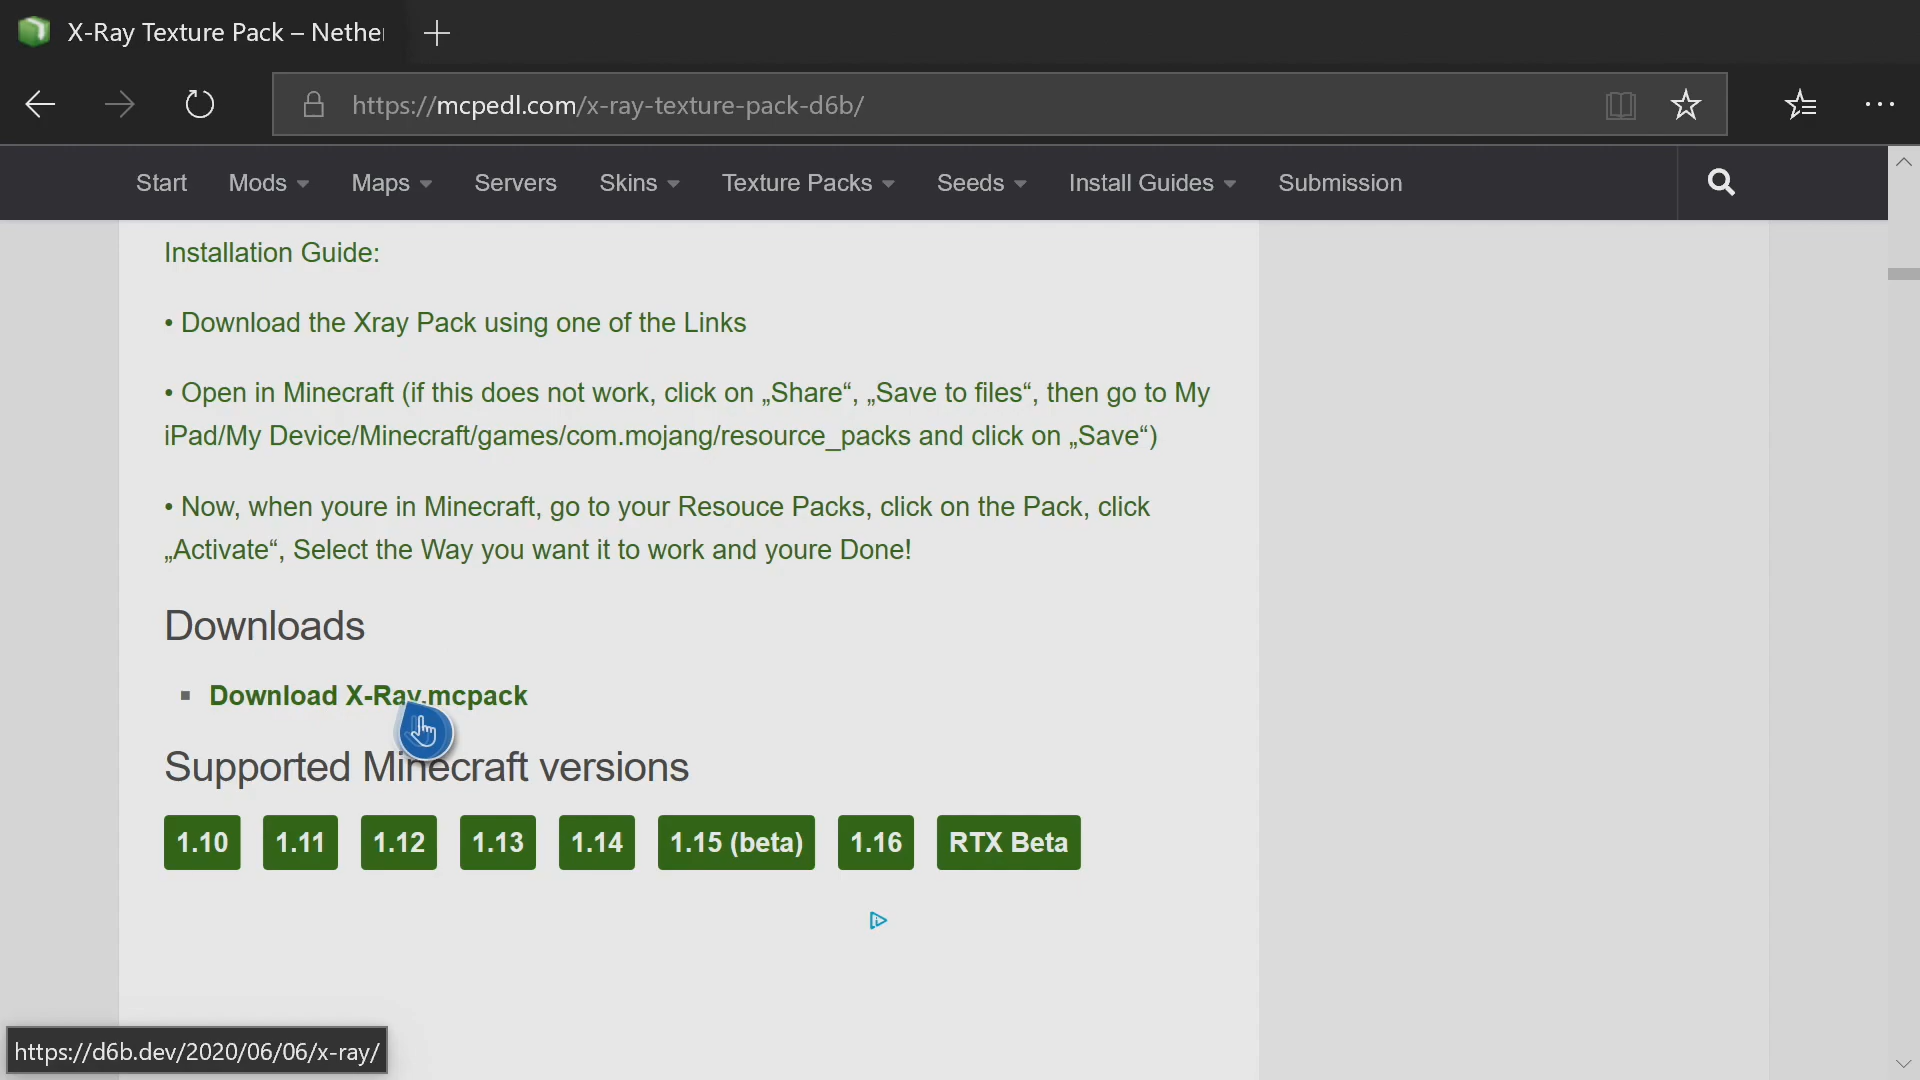 X-Ray Texture Pack – Nether
https://mcpedl.com/x-ray-texture-pack-d6b/
Start Mods Maps Servers Skins Texture Packs Seeds Install Guides Submission
Installation Guide:
• Download the Xray Pack using one of the Links
• Open in Minecraft (if this does not work, click on „Share“, „Save to files“, then go to My
iPad/My Device/Minecraft/games/com.mojang/resource_packs and click on „Save“)
• Now, when youre in Minecraft, go to your Resouce Packs, click on the Pack, click
„Activate“, Select the Way you want it to work and youre Done!
Downloads
▪ Download X-Ray.mcpack
Supported Minecraft versions
1.10 1.11 1.12 1.13 1.14 1.15 (beta) 1.16 RTX Beta
https://d6b.dev/2020/06/06/x-ray/